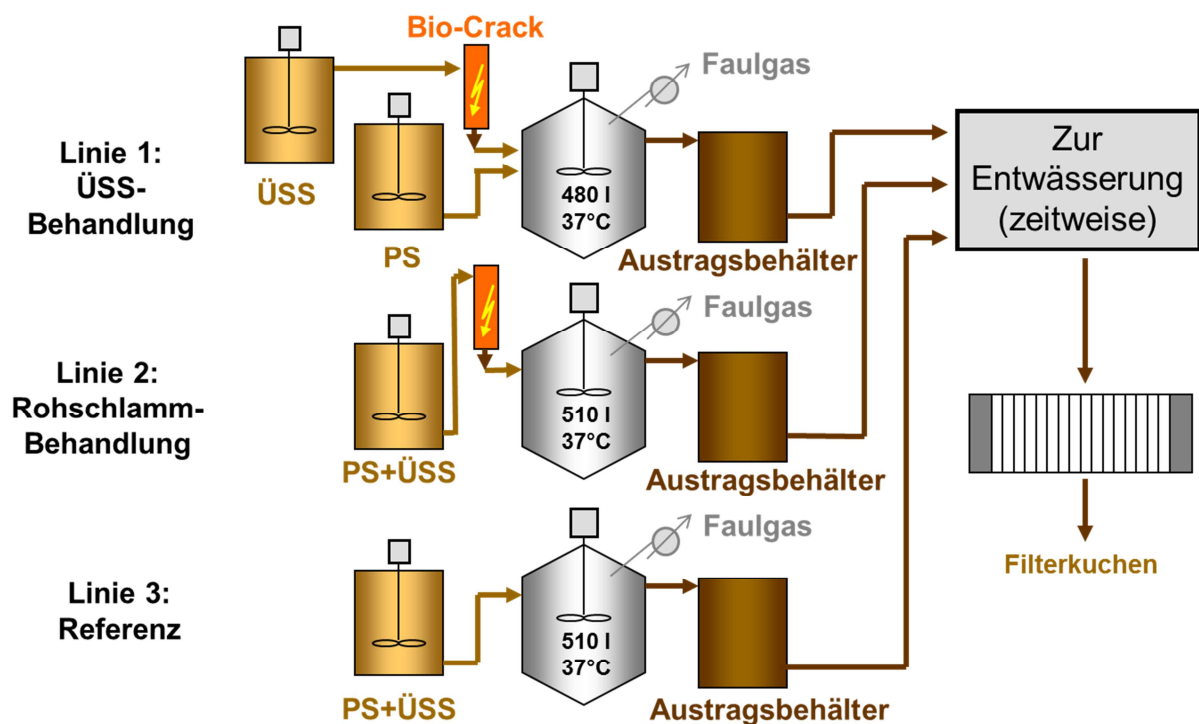 Bio-Crack
Faulgas
Linie 1:
ÜSS-
Behandlung
ÜSS
PS
480 l
37°C
Austragsbehälter
Zur
Entwässerung
(zeitweise)
Linie 2:
Rohschlamm-
Behandlung
PS+ÜSS
Faulgas
510 l
37°C
Austragsbehälter
Filterkuchen
Linie 3:
Referenz
PS+ÜSS
Faulgas
510 l
37°C
Austragsbehälter